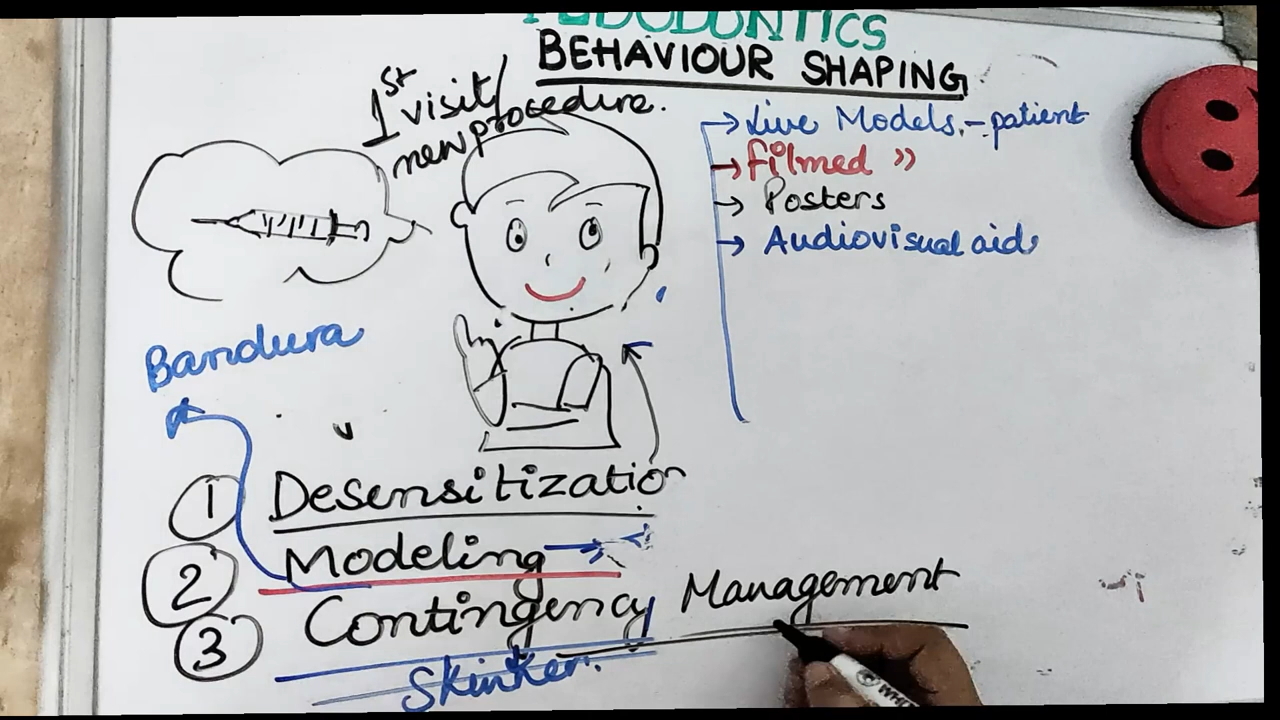 PEDODONTICS
BEHAVIOUR SHAPING
1st visit/
new procedure.
→ Live Models - patient
→ Filmed "
→ Posters
→ Audiovisual aids
Bandura
1 Desensitization
2 Modeling →
3 Contingency Management
Skinker.